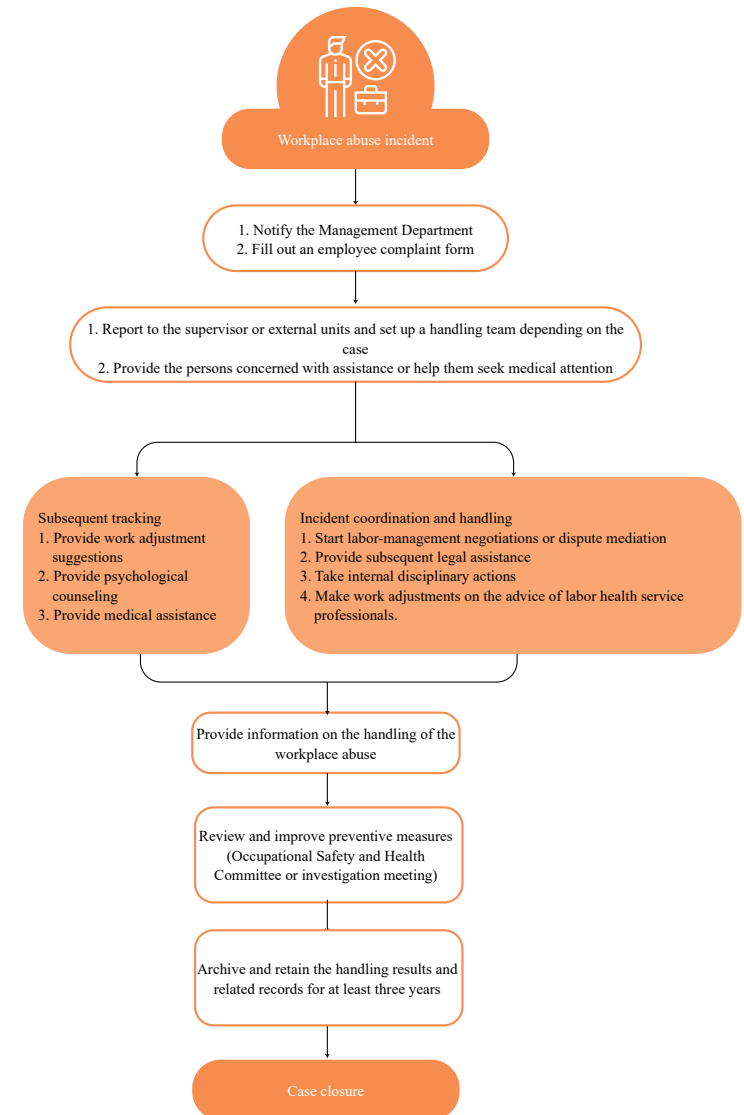 Workplace abuse incident
1. Notify the Management Department
2. Fill out an employee complaint form
1. Report to the supervisor or external units and set up a handling team depending on the
case
2. Provide the persons concerned with assistance or help them seek medical attention
Subsequent tracking
1. Provide work adjustment
suggestions
2. Provide psychological
counseling
3. Provide medical assistance
Incident coordination and handling
1. Start labor-management negotiations or dispute mediation
2. Provide subsequent legal assistance
3. Take internal disciplinary actions
4. Make work adjustments on the advice of labor health service
professionals.
Provide information on the handling of the
workplace abuse
Review and improve preventive measures
(Occupational Safety and Health
Committee or investigation meeting)
Archive and retain the handling results and
related records for at least three years
Case closure